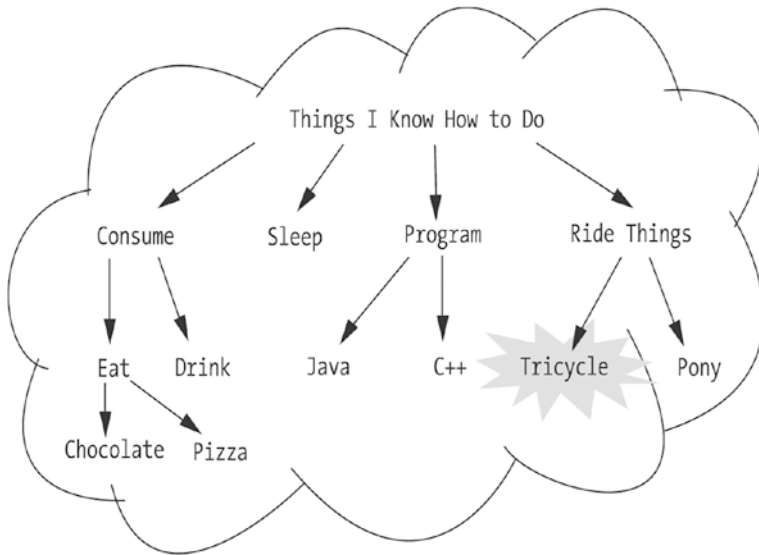 Things I Know How to Do
Consume Sleep Program Ride Things
Eat Drink Java C++ Tricycle Pony
Chocolate Pizza